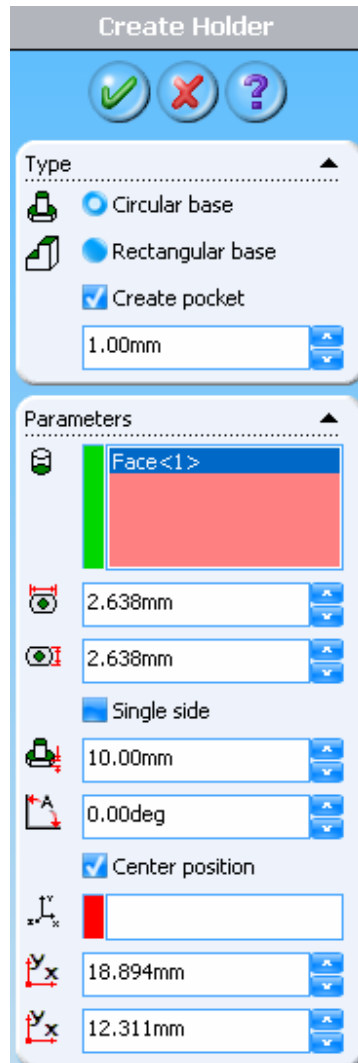 Create Holder
Type
Circular base
Rectangular base
Create pocket
1.00mm
Parameters
Face<1>
2.638mm
2.638mm
Single side
10.00mm
A
0.00deg
Center position
Y
z x
Y x
18.894mm
Y x
12.311mm